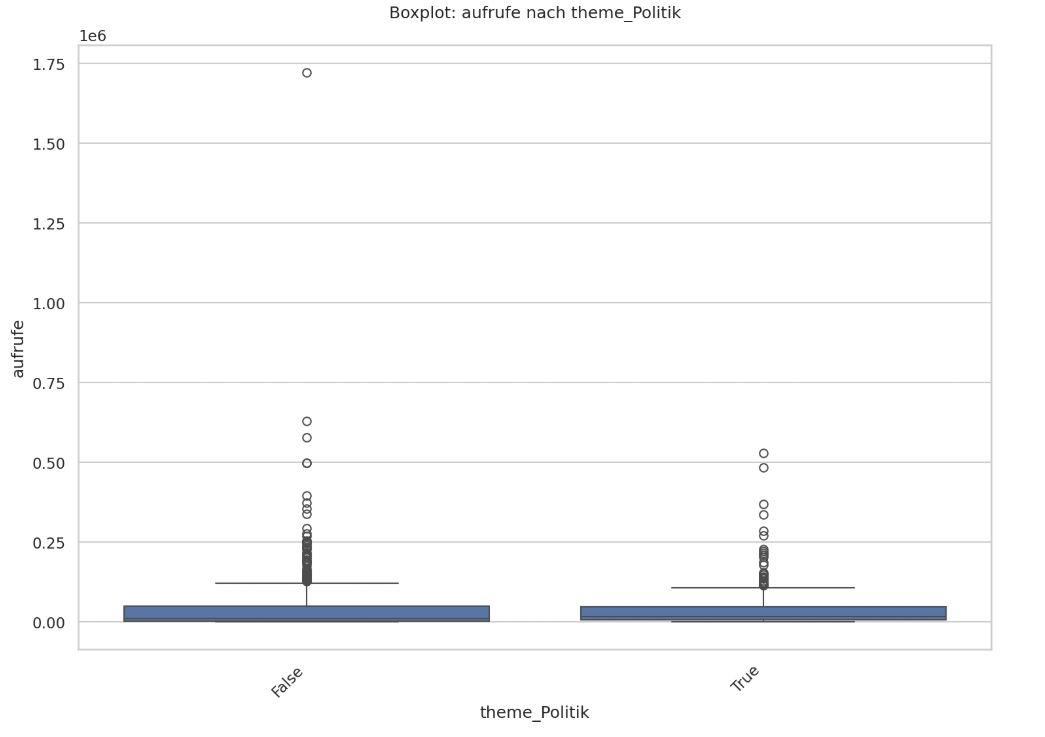 Boxplot: aufrufe nach theme_Politik
1e6
1.75
1.50
1.25
1.00
0.75
0.50
0.25
0.00
aufrufe
False
True
theme_Politik